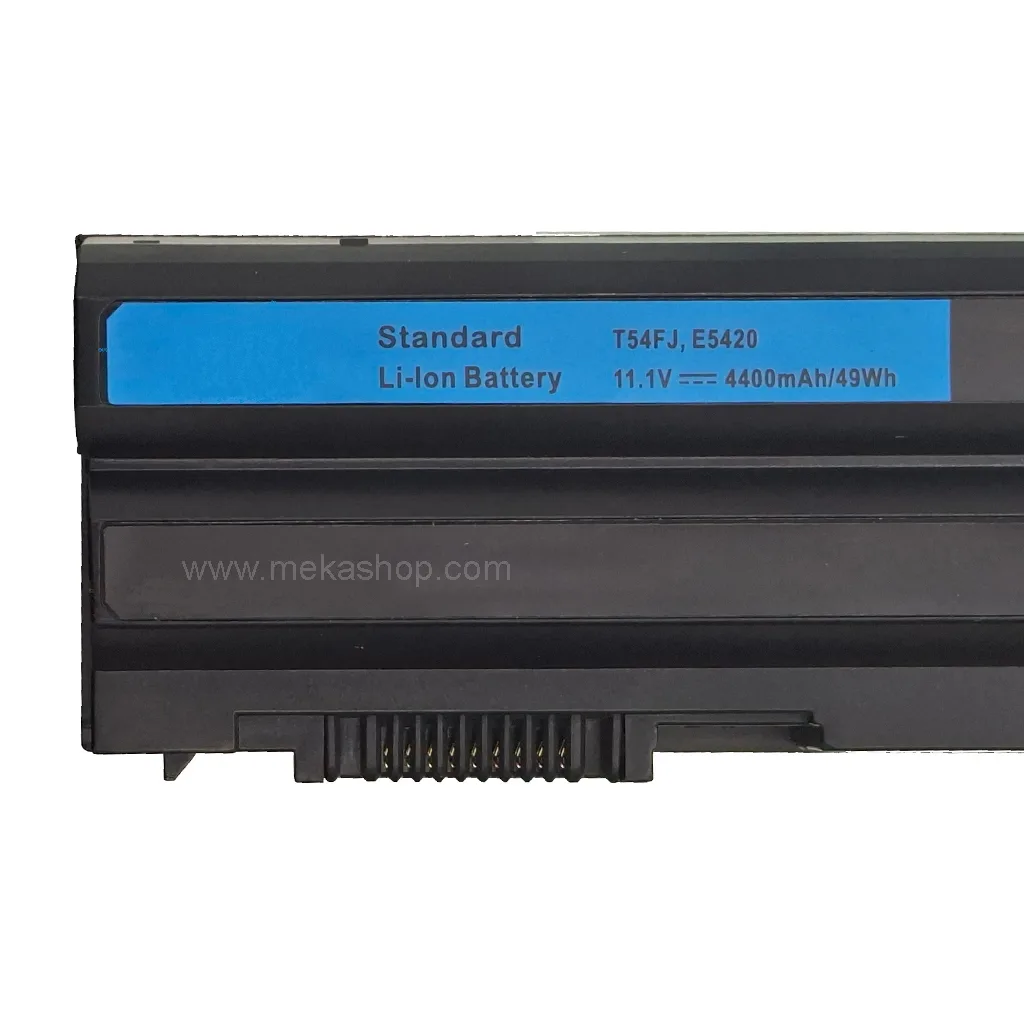 Standard T54FJ, E5420
Li-Ion Battery 11.1V ⎓ 4400mAh/49Wh
www.mekashop.com